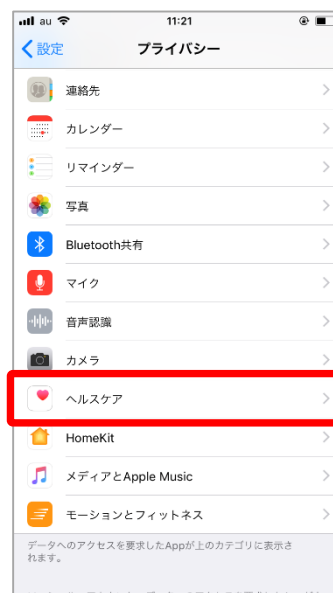 au 11:21
設定 プライバシー
連絡先
カレンダー
リマインダー
写真
Bluetooth共有
マイク
音声認識
カメラ
ヘルスケア
HomeKit
メディアとApple Music
モーションとフィットネス
データへのアクセスを要求したAppが上のカテゴリに表示さ
れます。